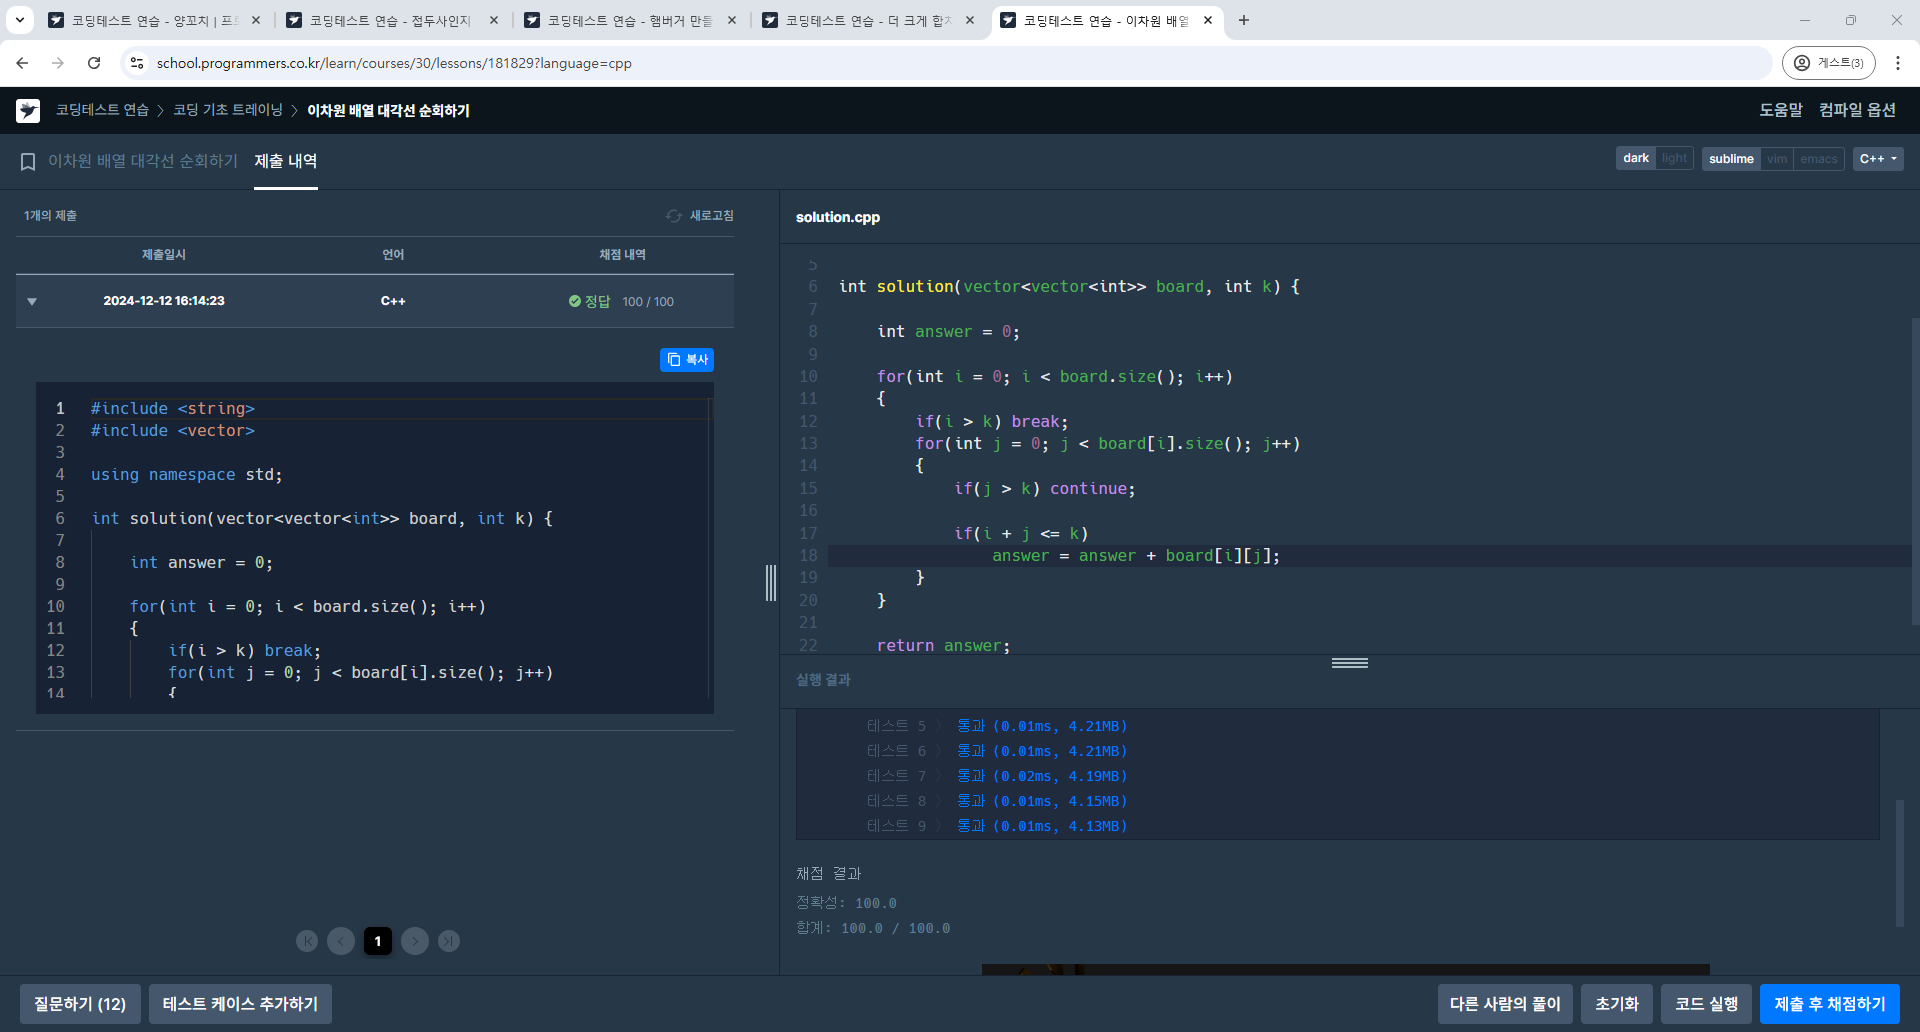 코딩테스트 연습 - 양꼬치 | 프로
코딩테스트 연습 - 접두사인지
코딩테스트 연습 - 햄버거 만들
코딩테스트 연습 - 더 크게 합치
코딩테스트 연습 - 이차원 배열
school.programmers.co.kr/learn/courses/30/lessons/181829?language=cpp
게스트(3)
코딩테스트 연습 > 코딩 기초 트레이닝 > 이차원 배열 대각선 순회하기
도움말 컴파일 옵션
이차원 배열 대각선 순회하기 제출 내역
dark light sublime vim emacs C++
1개의 제출 새로고침
제출일시 언어 채점 내역
2024-12-12 16:14:23 C++ 정답 100 / 100
복사
1 #include <string>
2 #include <vector>
3
4 using namespace std;
5
6 int solution(vector<vector<int>> board, int k) {
7
8 int answer = 0;
9
10 for(int i = 0; i < board.size(); i++)
11 {
12 if(i > k) break;
13 for(int j = 0; j < board[i].size(); j++)
14 {
1
solution.cpp
5
6 int solution(vector<vector<int>> board, int k) {
7
8 int answer = 0;
9
10 for(int i = 0; i < board.size(); i++)
11 {
12 if(i > k) break;
13 for(int j = 0; j < board[i].size(); j++)
14 {
15 if(j > k) continue;
16
17 if(i + j <= k)
18 answer = answer + board[i][j];
19 }
20 }
21
22 return answer;
실행 결과
테스트 5 〉 통과 (0.01ms, 4.21MB)
테스트 6 〉 통과 (0.01ms, 4.21MB)
테스트 7 〉 통과 (0.02ms, 4.19MB)
테스트 8 〉 통과 (0.01ms, 4.15MB)
테스트 9 〉 통과 (0.01ms, 4.13MB)
채점 결과
정확성: 100.0
합계: 100.0 / 100.0
질문하기 (12) 테스트 케이스 추가하기
다른 사람의 풀이 초기화 코드 실행 제출 후 채점하기